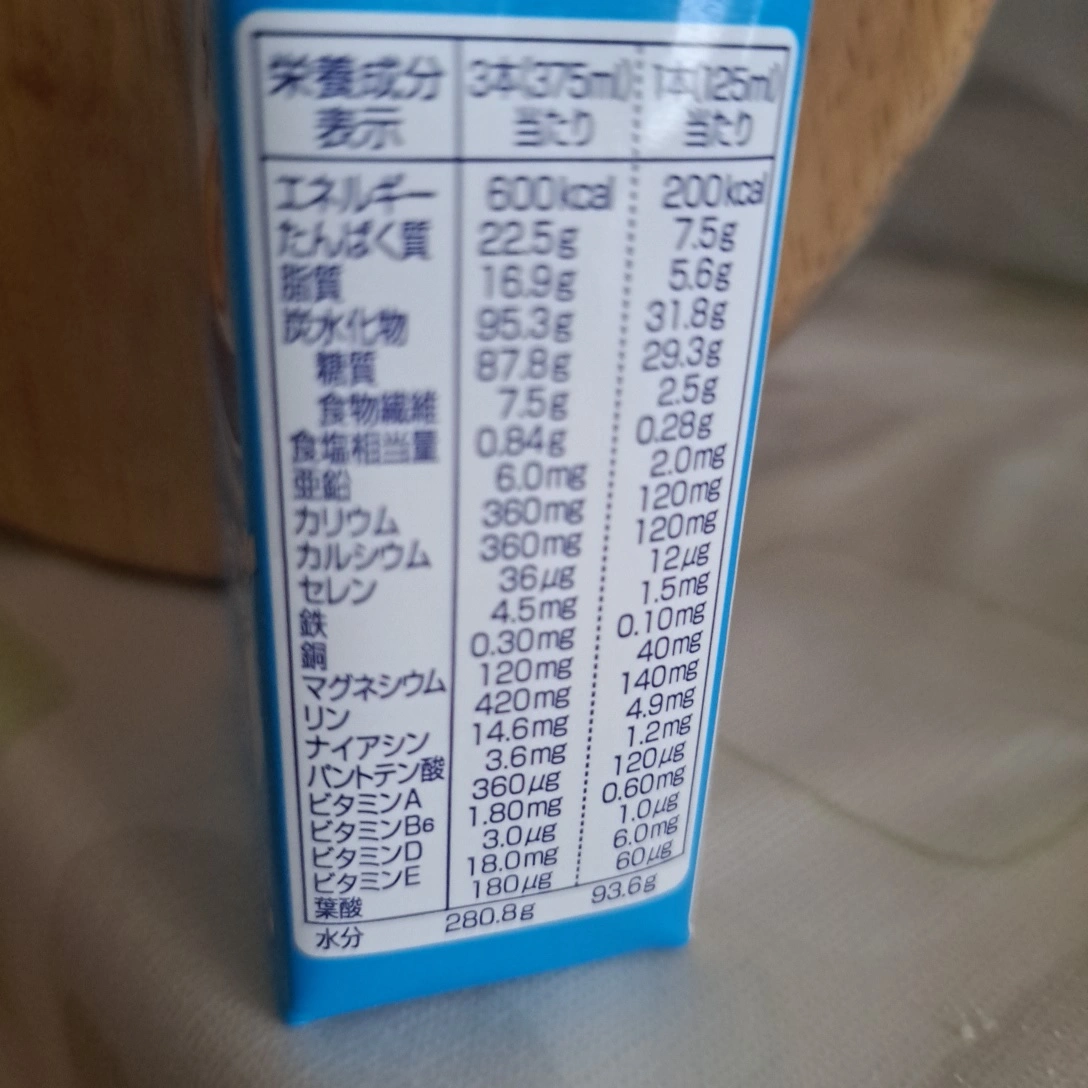 栄養成分 3本(375ml) 1本(125ml)
表示 当たり 当たり
エネルギー 600kcal 200kcal
たんぱく質 22.5g 7.5g
脂質 16.9g 5.6g
炭水化物 95.3g 31.8g
糖質 87.8g 29.3g
食物繊維 7.5g 2.5g
食塩相当量 0.84g 0.28g
亜鉛 6.0mg 2.0mg
カリウム 360mg 120mg
カルシウム 360mg 120mg
セレン 36μg 12μg
鉄 4.5mg 1.5mg
銅 0.30mg 0.10mg
マグネシウム 120mg 40mg
リン 420mg 140mg
ナイアシン 14.6mg 4.9mg
パントテン酸 3.6mg 1.2mg
ビタミンA 360μg 120μg
ビタミンB6 1.80mg 0.60mg
ビタミンD 3.0μg 1.0μg
ビタミンE 18.0mg 6.0mg
葉酸 180μg 60μg
水分 280.8g 93.6g